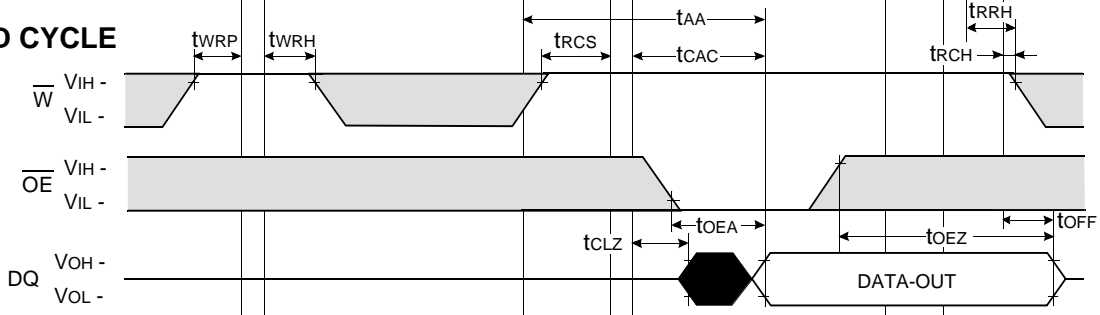 tRRH
tAA
D CYCLE
tWRP
tWRH
tRCS
tCAC
tRCH
W
VIH -
VIL -
OE
VIH -
VIL -
tOEA
tOFF
tCLZ
tOEZ
DQ
VOH -
VOL -
DATA-OUT